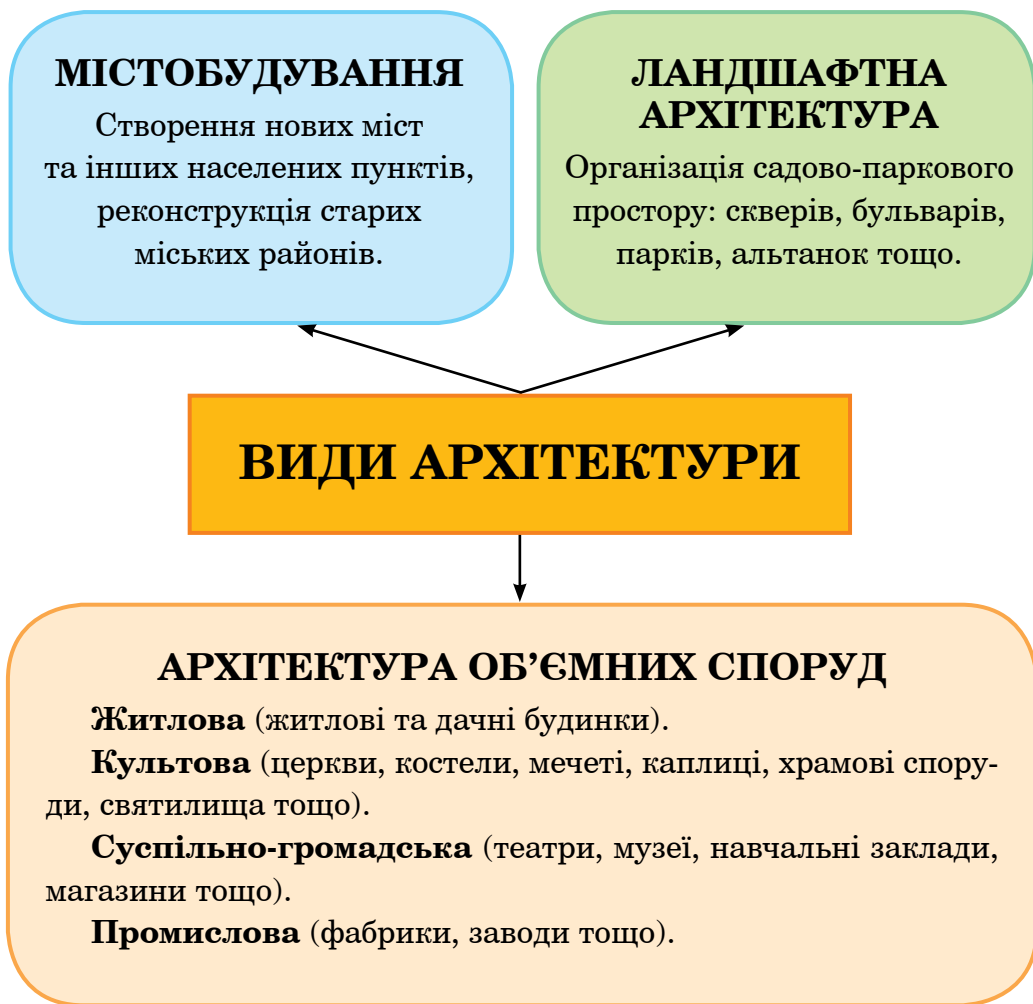 МІСТОБУДУВАННЯ
Створення нових міст
та інших населених пунктів,
реконструкція старих
міських районів.
ЛАНДШАФТНА
АРХІТЕКТУРА
Організація садово-паркового
простору: скверів, бульварів,
парків, альтанок тощо.
ВИДИ АРХІТЕКТУРИ
АРХІТЕКТУРА ОБ’ЄМНИХ СПОРУД
Житлова (житлові та дачні будинки).
Культова (церкви, костели, мечеті, каплиці, храмові спору-
ди, святилища тощо).
Суспільно-громадська (театри, музеї, навчальні заклади,
магазини тощо).
Промислова (фабрики, заводи тощо).